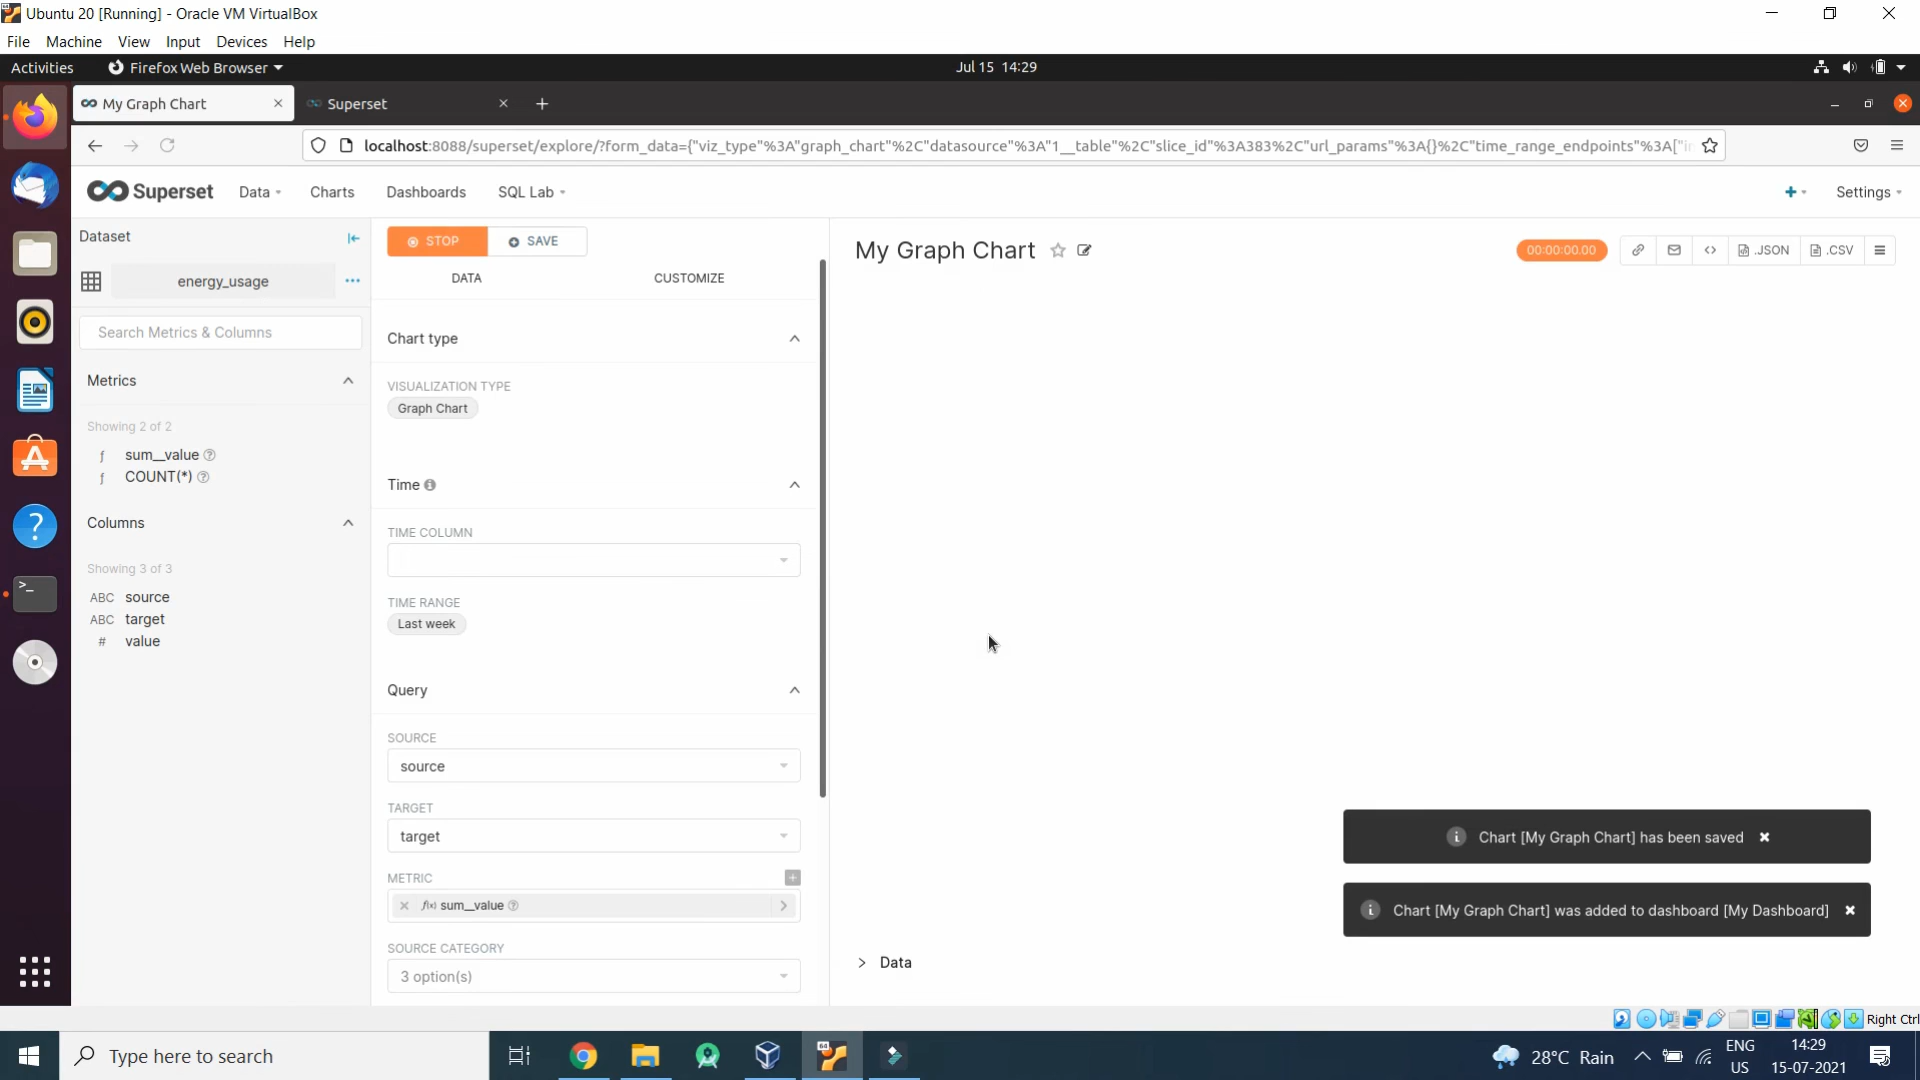 Ubuntu 20 [Running] - Oracle VM VirtualBox
File Machine View Input Devices Help
Activities Firefox Web Browser Jul 15 14:29
My Graph Chart Superset
localhost:8088/superset/explore/?form_data={"viz_type"%3A"graph_chart"%2C"datasource"%3A"1__table"%2C"slice_id"%3A383%2C"url_params"%3A{}%2C"time_range_endpoints"%3A["i
Superset Data Charts Dashboards SQL Lab Settings
Dataset
energy_usage
Search Metrics & Columns
Metrics
Showing 2 of 2
f sum__value
f COUNT(*)
Columns
Showing 3 of 3
ABC source
ABC target
# value
STOP SAVE
DATA CUSTOMIZE
Chart type
VISUALIZATION TYPE
Graph Chart
Time
TIME COLUMN
TIME RANGE
Last week
Query
SOURCE
source
TARGET
target
METRIC
f(x) sum__value
SOURCE CATEGORY
3 option(s)
My Graph Chart
00:00:00.00 .JSON .CSV
Chart [My Graph Chart] has been saved
Chart [My Graph Chart] was added to dashboard [My Dashboard]
Data
Right Ctrl
Type here to search
64
28°C Rain
ENG
US
14:29
15-07-2021